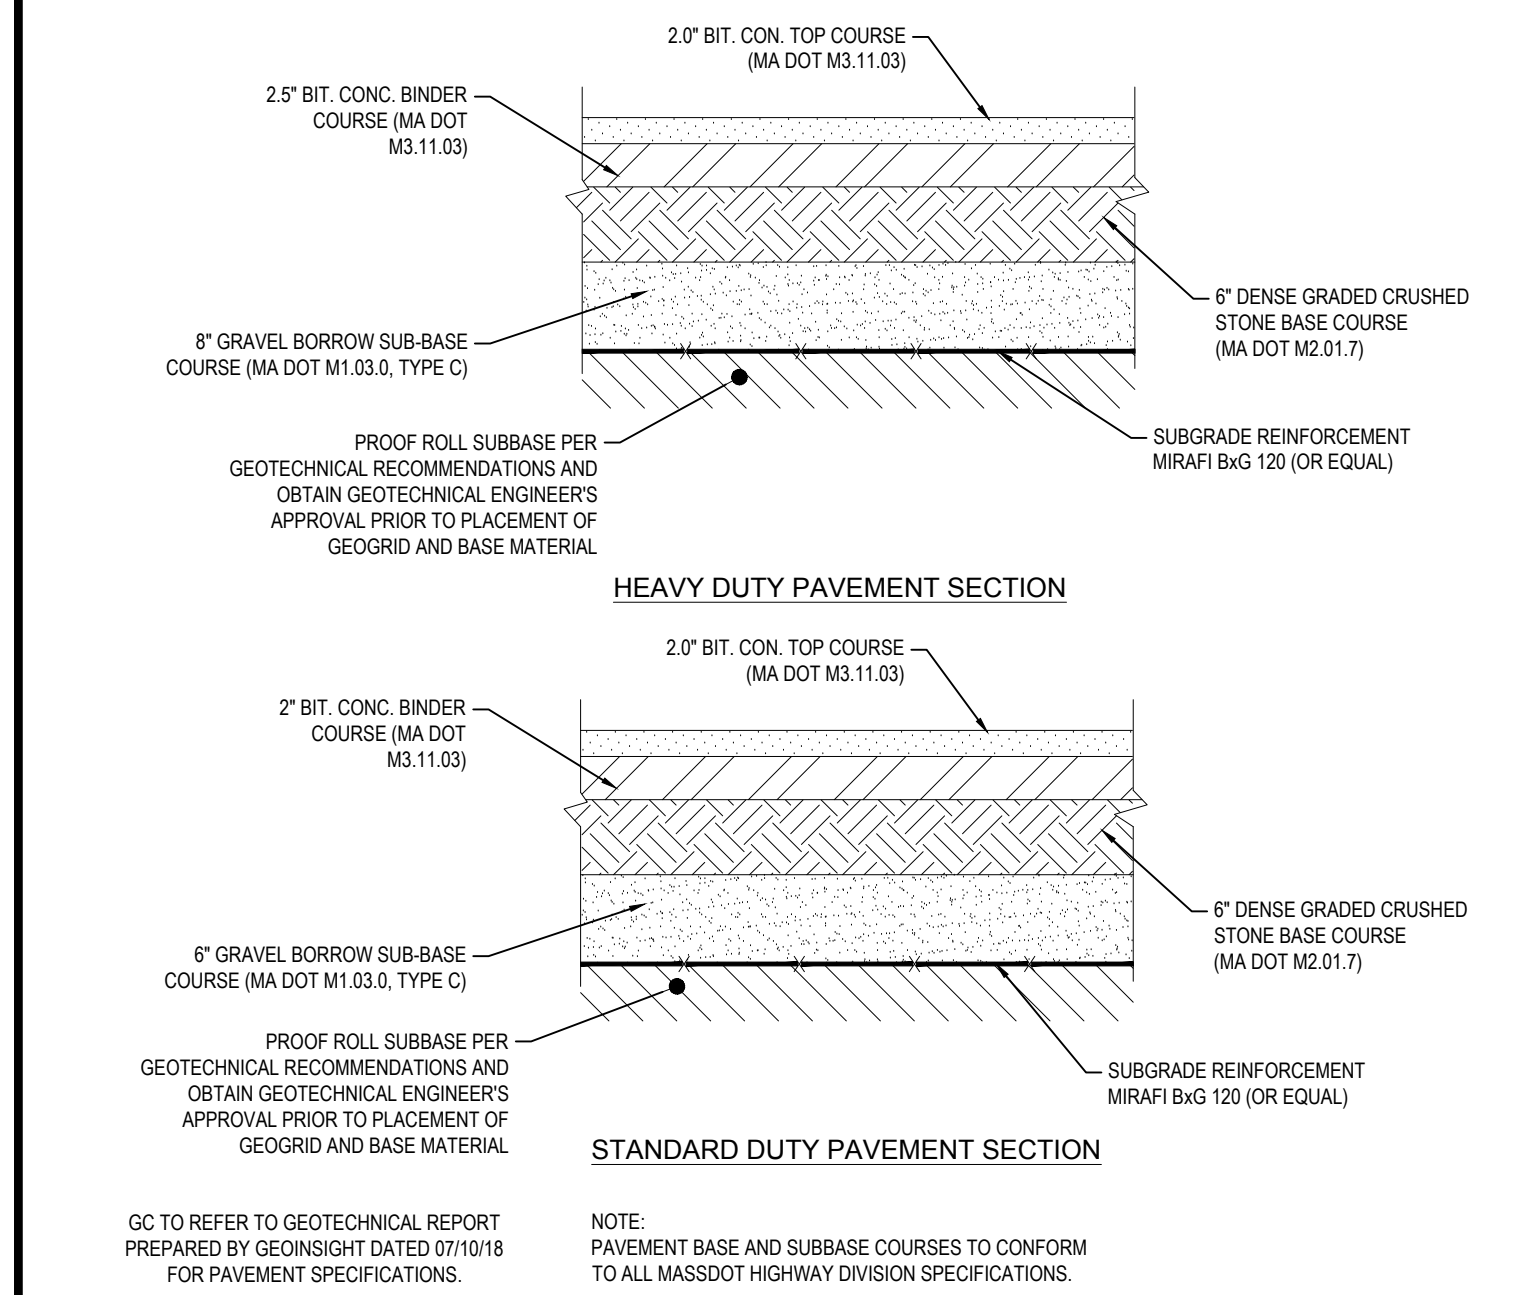 2.0" BIT. CON. TOP COURSE
(MA DOT M3.11.03)
2.5" BIT. CONC. BINDER
COURSE (MA DOT
M3.11.03)
6" DENSE GRADED CRUSHED
STONE BASE COURSE
(MA DOT M2.01.7)
8" GRAVEL BORROW SUB-BASE
COURSE (MA DOT M1.03.0, TYPE C)
SUBGRADE REINFORCEMENT
MIRAFI BxG 120 (OR EQUAL)
PROOF ROLL SUBBASE PER
GEOTECHNICAL RECOMMENDATIONS AND
OBTAIN GEOTECHNICAL ENGINEER'S
APPROVAL PRIOR TO PLACEMENT OF
GEOGRID AND BASE MATERIAL
HEAVY DUTY PAVEMENT SECTION
2.0" BIT. CON. TOP COURSE
(MA DOT M3.11.03)
2" BIT. CONC. BINDER
COURSE (MA DOT
M3.11.03)
6" DENSE GRADED CRUSHED
STONE BASE COURSE
(MA DOT M2.01.7)
6" GRAVEL BORROW SUB-BASE
COURSE (MA DOT M1.03.0, TYPE C)
PROOF ROLL SUBBASE PER
GEOTECHNICAL RECOMMENDATIONS AND
OBTAIN GEOTECHNICAL ENGINEER'S
APPROVAL PRIOR TO PLACEMENT OF
GEOGRID AND BASE MATERIAL
SUBGRADE REINFORCEMENT
MIRAFI BxG 120 (OR EQUAL)
STANDARD DUTY PAVEMENT SECTION
GC TO REFER TO GEOTECHNICAL REPORT
PREPARED BY GEOINSIGHT DATED 07/10/18
FOR PAVEMENT SPECIFICATIONS.
NOTE:
PAVEMENT BASE AND SUBBASE COURSES TO CONFORM
TO ALL MASSDOT HIGHWAY DIVISION SPECIFICATIONS.